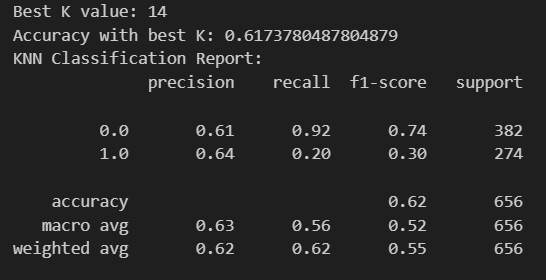 Best K value: 14
Accuracy with best K: 0.6173780487804879
KNN Classification Report:
precision recall f1-score support
0.0 0.61 0.92 0.74 382
1.0 0.64 0.20 0.30 274
accuracy 0.62 656
macro avg 0.63 0.56 0.52 656
weighted avg 0.62 0.62 0.55 656